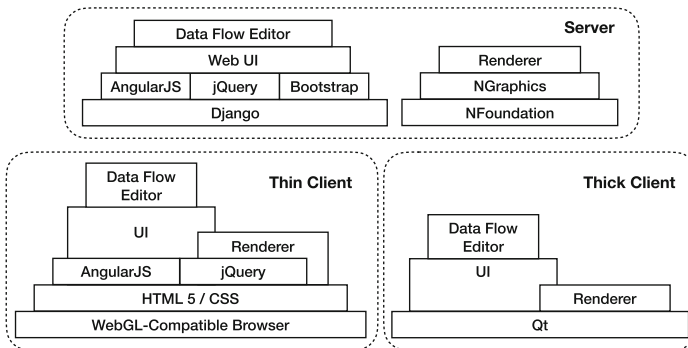 Server
Data Flow Editor
Web UI
AngularJS jQuery Bootstrap
Django
Renderer
NGraphics
NFoundation
Thin Client
Data Flow
Editor
UI
Renderer
AngularJS jQuery
HTML 5 / CSS
WebGL-Compatible Browser
Thick Client
Data Flow
Editor
UI
Renderer
Qt